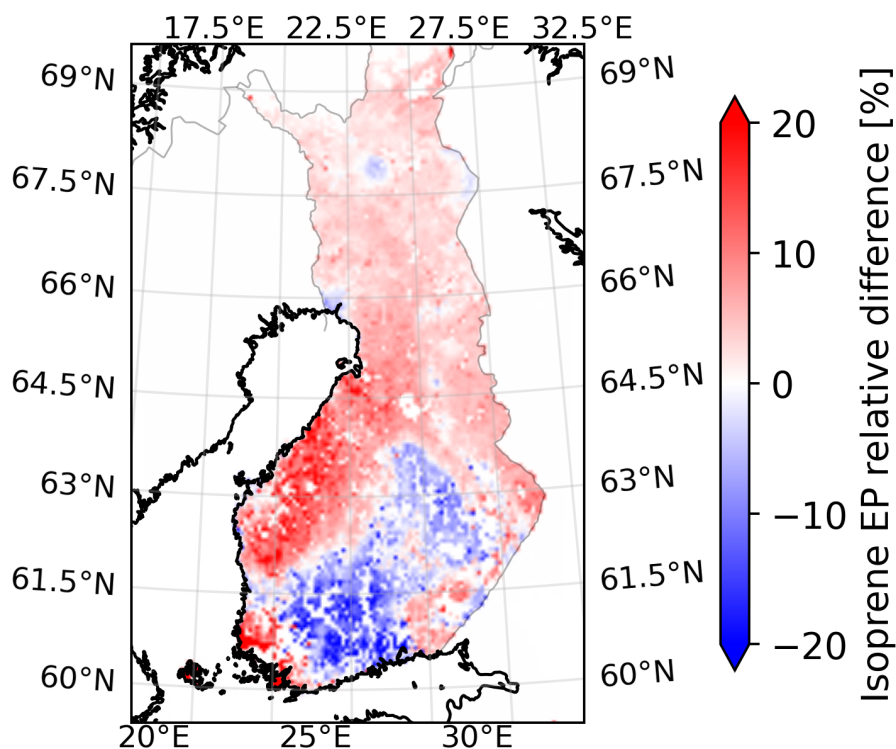 17.5°E 22.5°E 27.5°E 32.5°E
69°N 69°N
67.5°N 67.5°N
66°N 66°N
64.5°N 64.5°N
63°N 63°N
61.5°N 61.5°N
60°N 60°N
20°E 25°E 30°E
20
10
0
−10
−20
Isoprene EP relative difference [%]